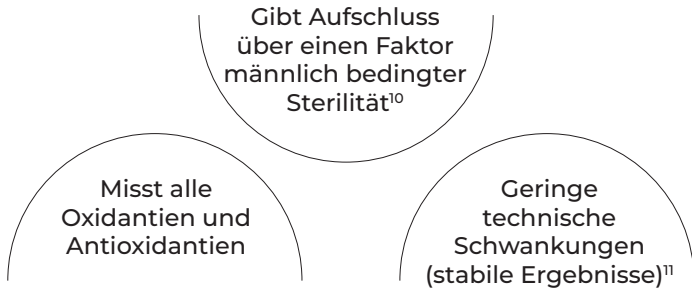 Gibt Aufschluss
über einen Faktor
männlich bedingter
Sterilität¹⁰
Misst alle
Oxidantien und
Antioxidantien
Geringe
technische
Schwankungen
(stabile Ergebnisse)¹¹